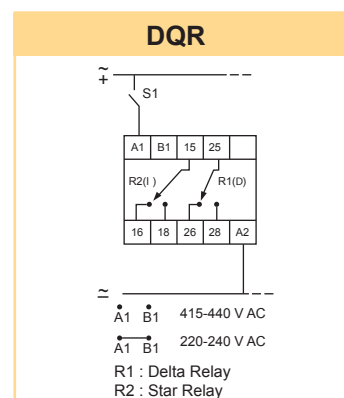 DQR
~
+
S1
A1 B1 15 25
R2(I ) R1(D)
16 18 26 28 A2
~
–
A1 B1 415-440 V AC
A1 B1 220-240 V AC
R1 : Delta Relay
R2 : Star Relay